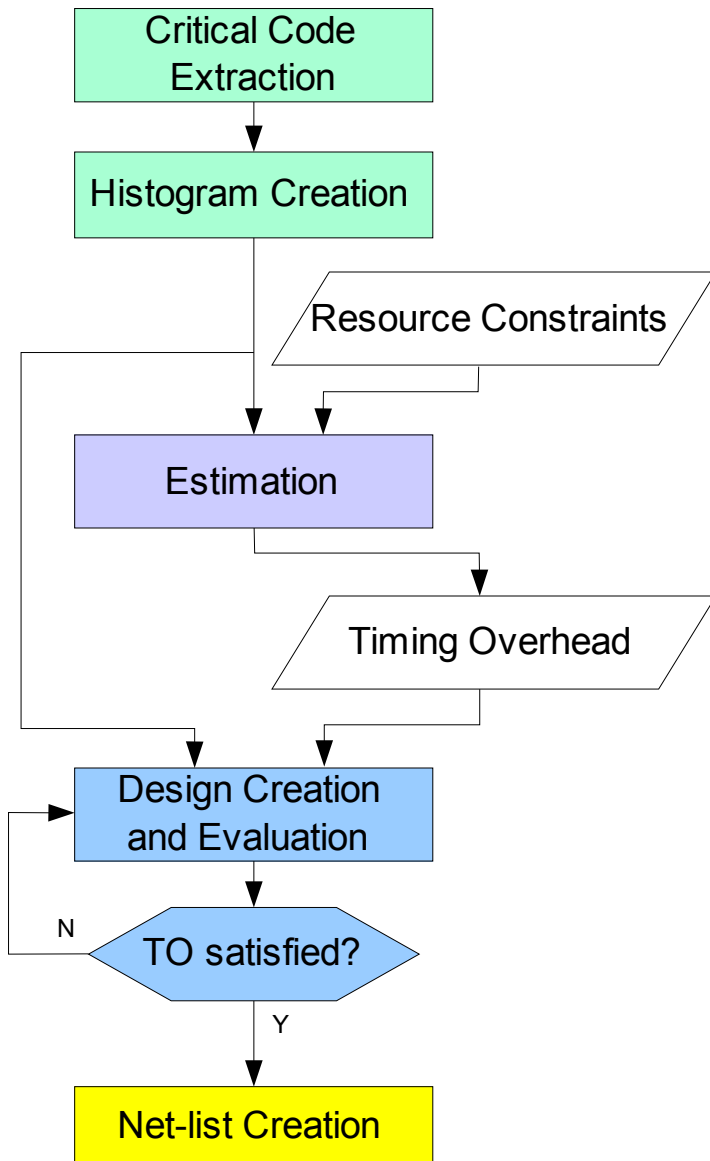 Critical Code
Extraction
Histogram Creation
Resource Constraints
Estimation
Timing Overhead
Design Creation
and Evaluation
N
TO satisfied?
Y
Net-list Creation